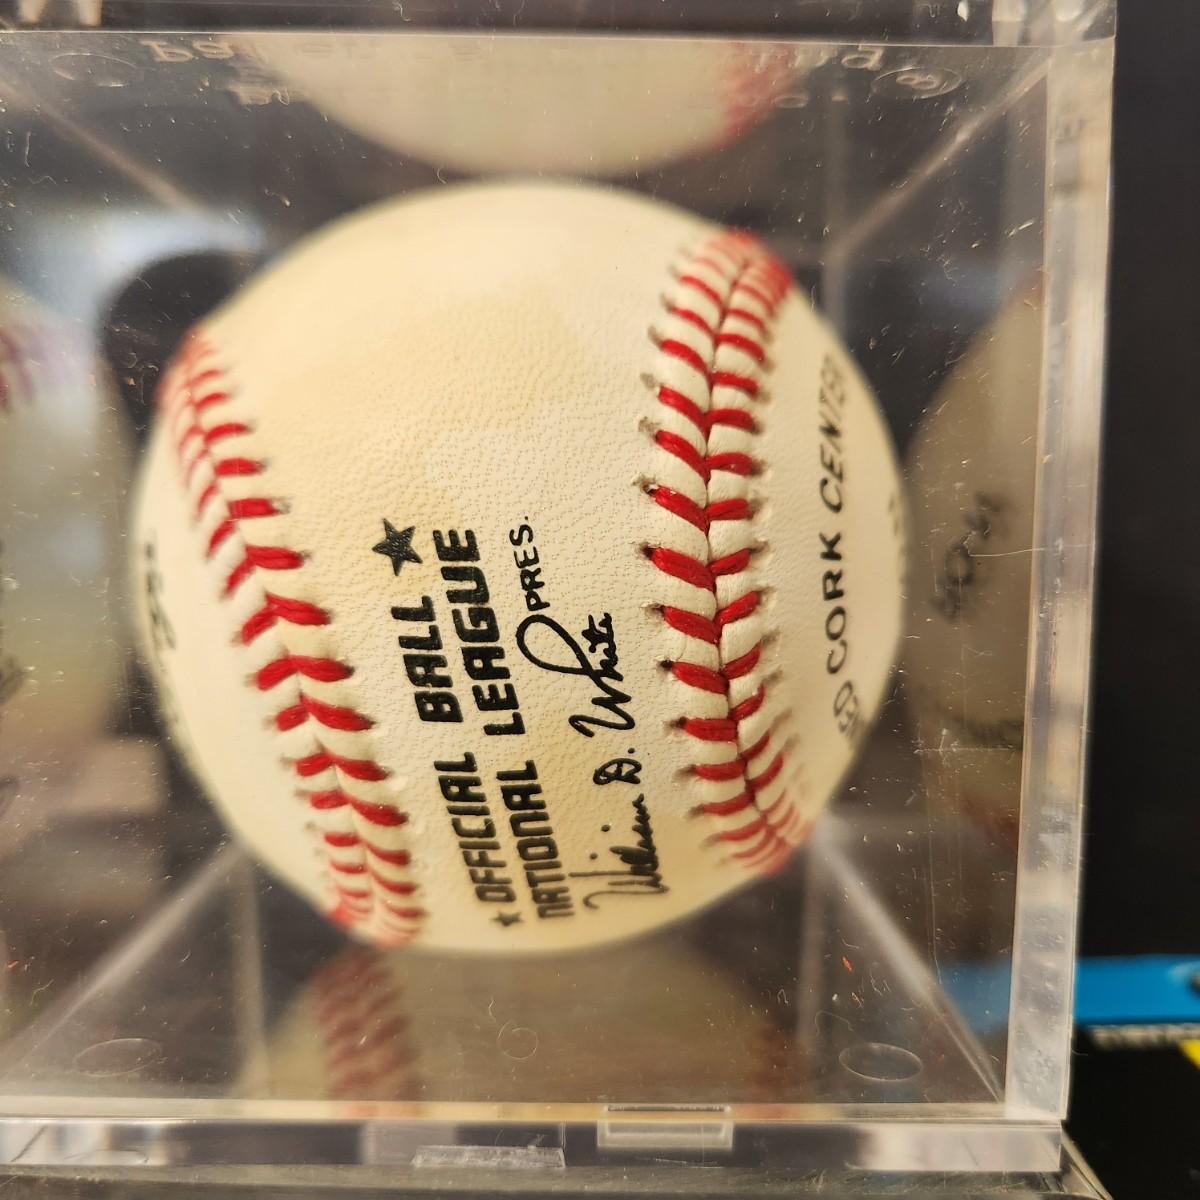 ★ OFFICIAL BALL ★
NATIONAL LEAGUE
William D. White PRES.
CORK CENTER